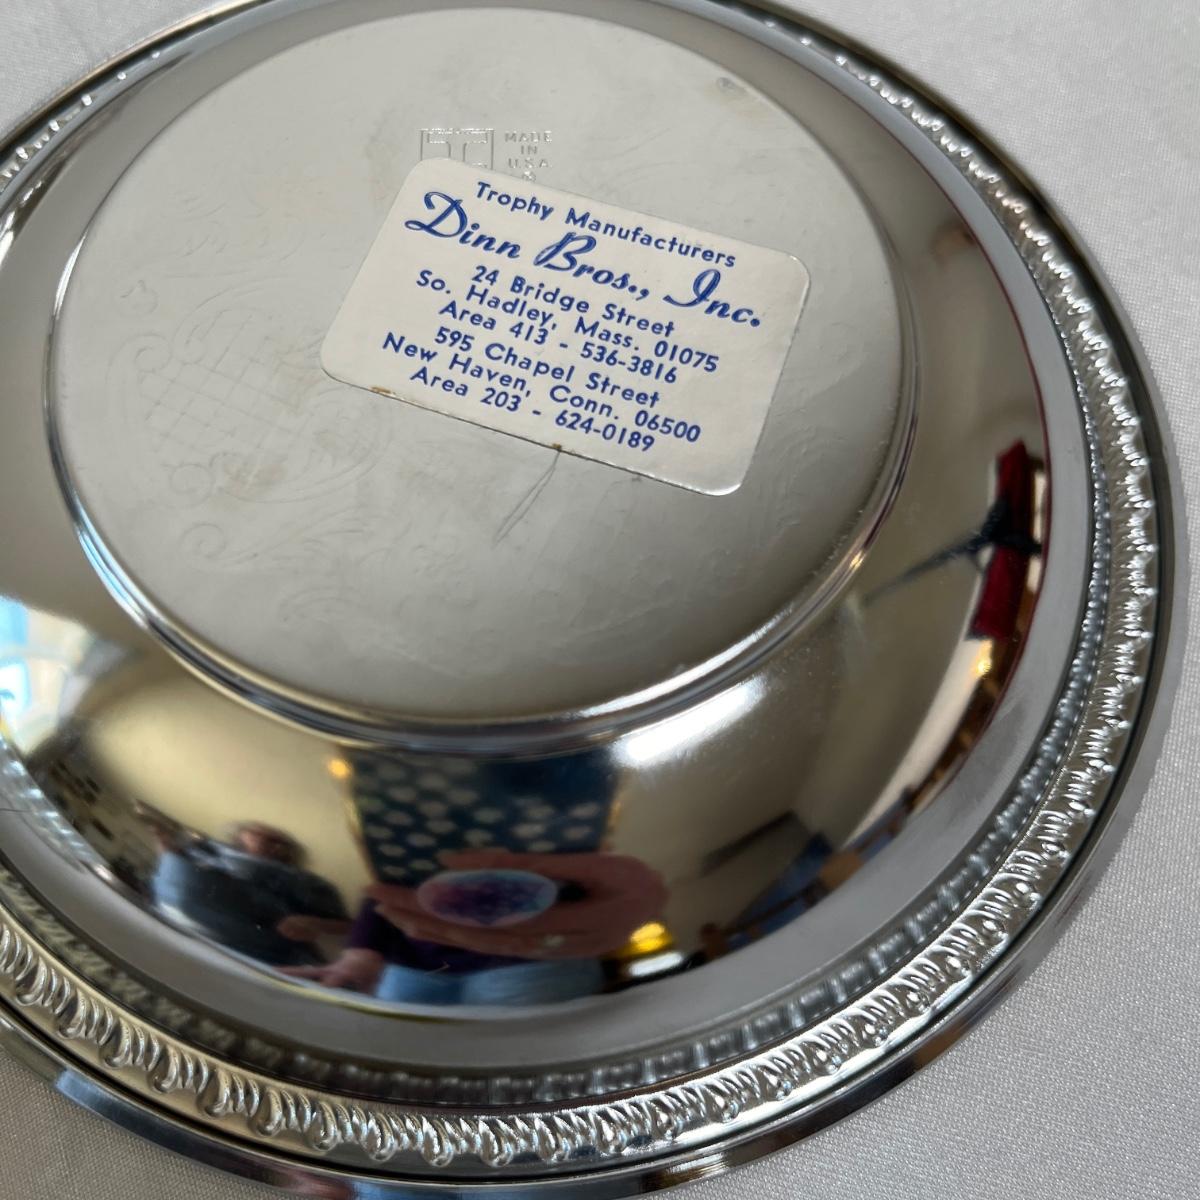 MADE
IN
U.S.A
Trophy Manufacturers
Dinn Bros., Inc.
24 Bridge Street
So. Hadley, Mass. 01075
Area 413 - 536-3816
595 Chapel Street
New Haven, Conn. 06500
Area 203 - 624-0189